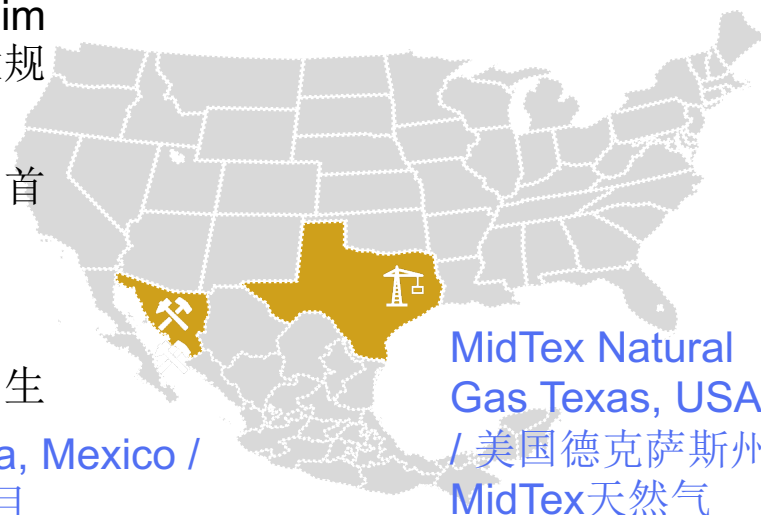 im
规
首
生
a, Mexico /
目
MidTex Natural
Gas Texas, USA
/ 美国德克萨斯州
MidTex天然气